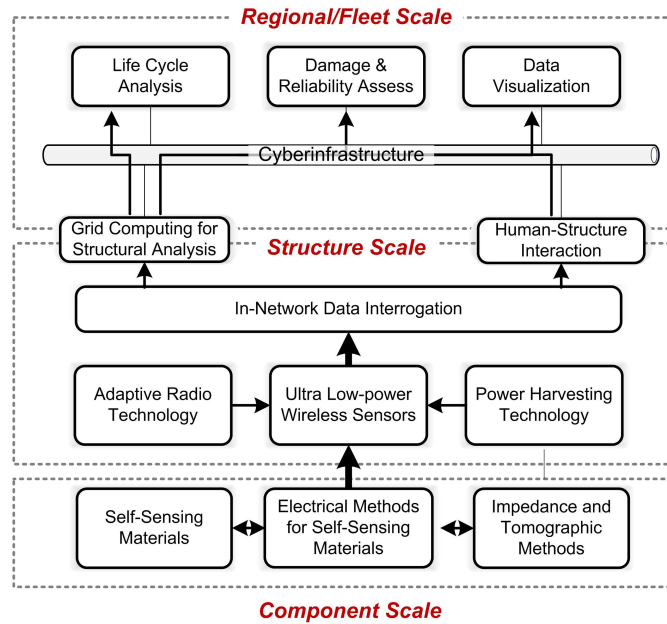 Regional/Fleet Scale
Life Cycle
Analysis
Damage &
Reliability Assess
Data
Visualization
Cyberinfrastructure
Grid Computing for
Structural Analysis
Structure Scale
Human-Structure
Interaction
In-Network Data Interrogation
Adaptive Radio
Technology
Ultra Low-power
Wireless Sensors
Power Harvesting
Technology
Self-Sensing
Materials
Electrical Methods
for Self-Sensing
Materials
Impedance and
Tomographic
Methods
Component Scale